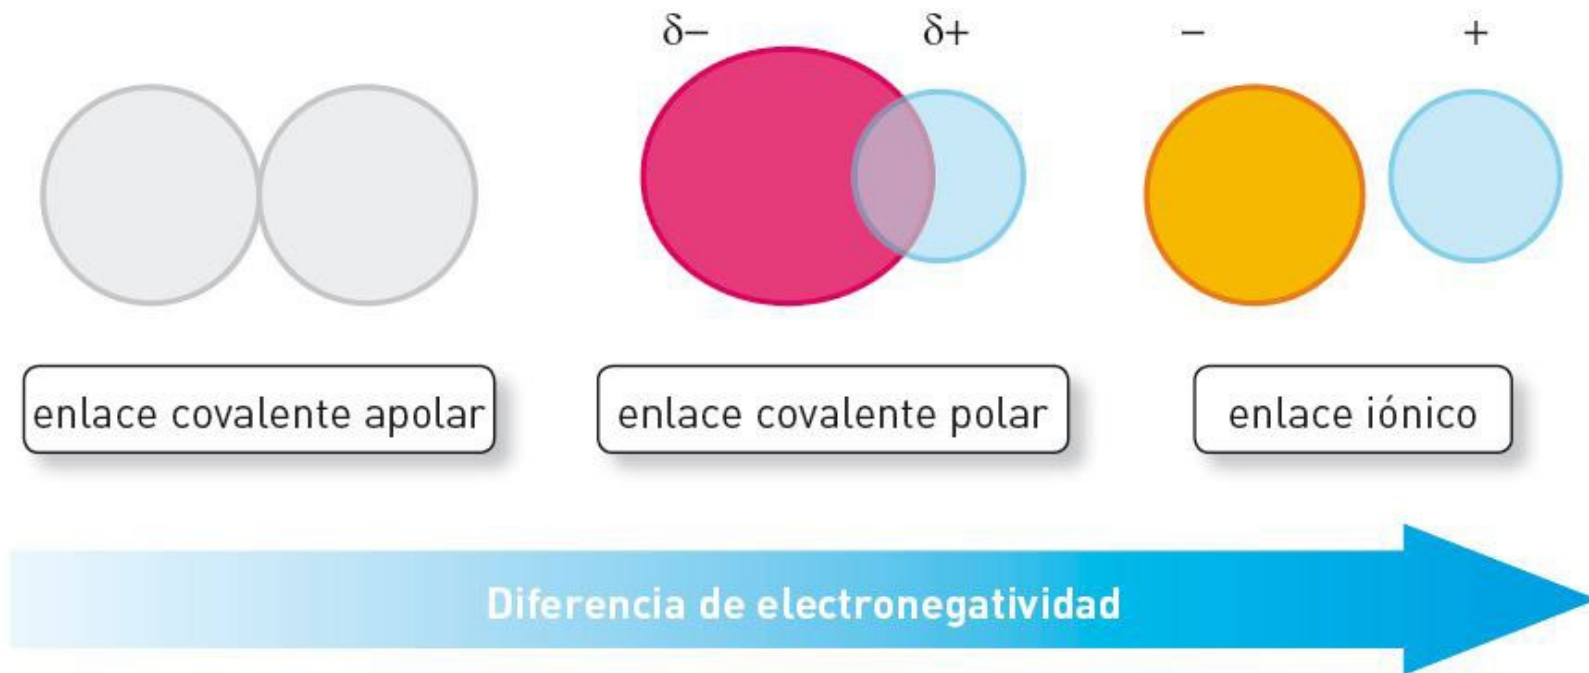 δ− δ+ − +
enlace covalente apolar
enlace covalente polar
enlace iónico
Diferencia de electronegatividad